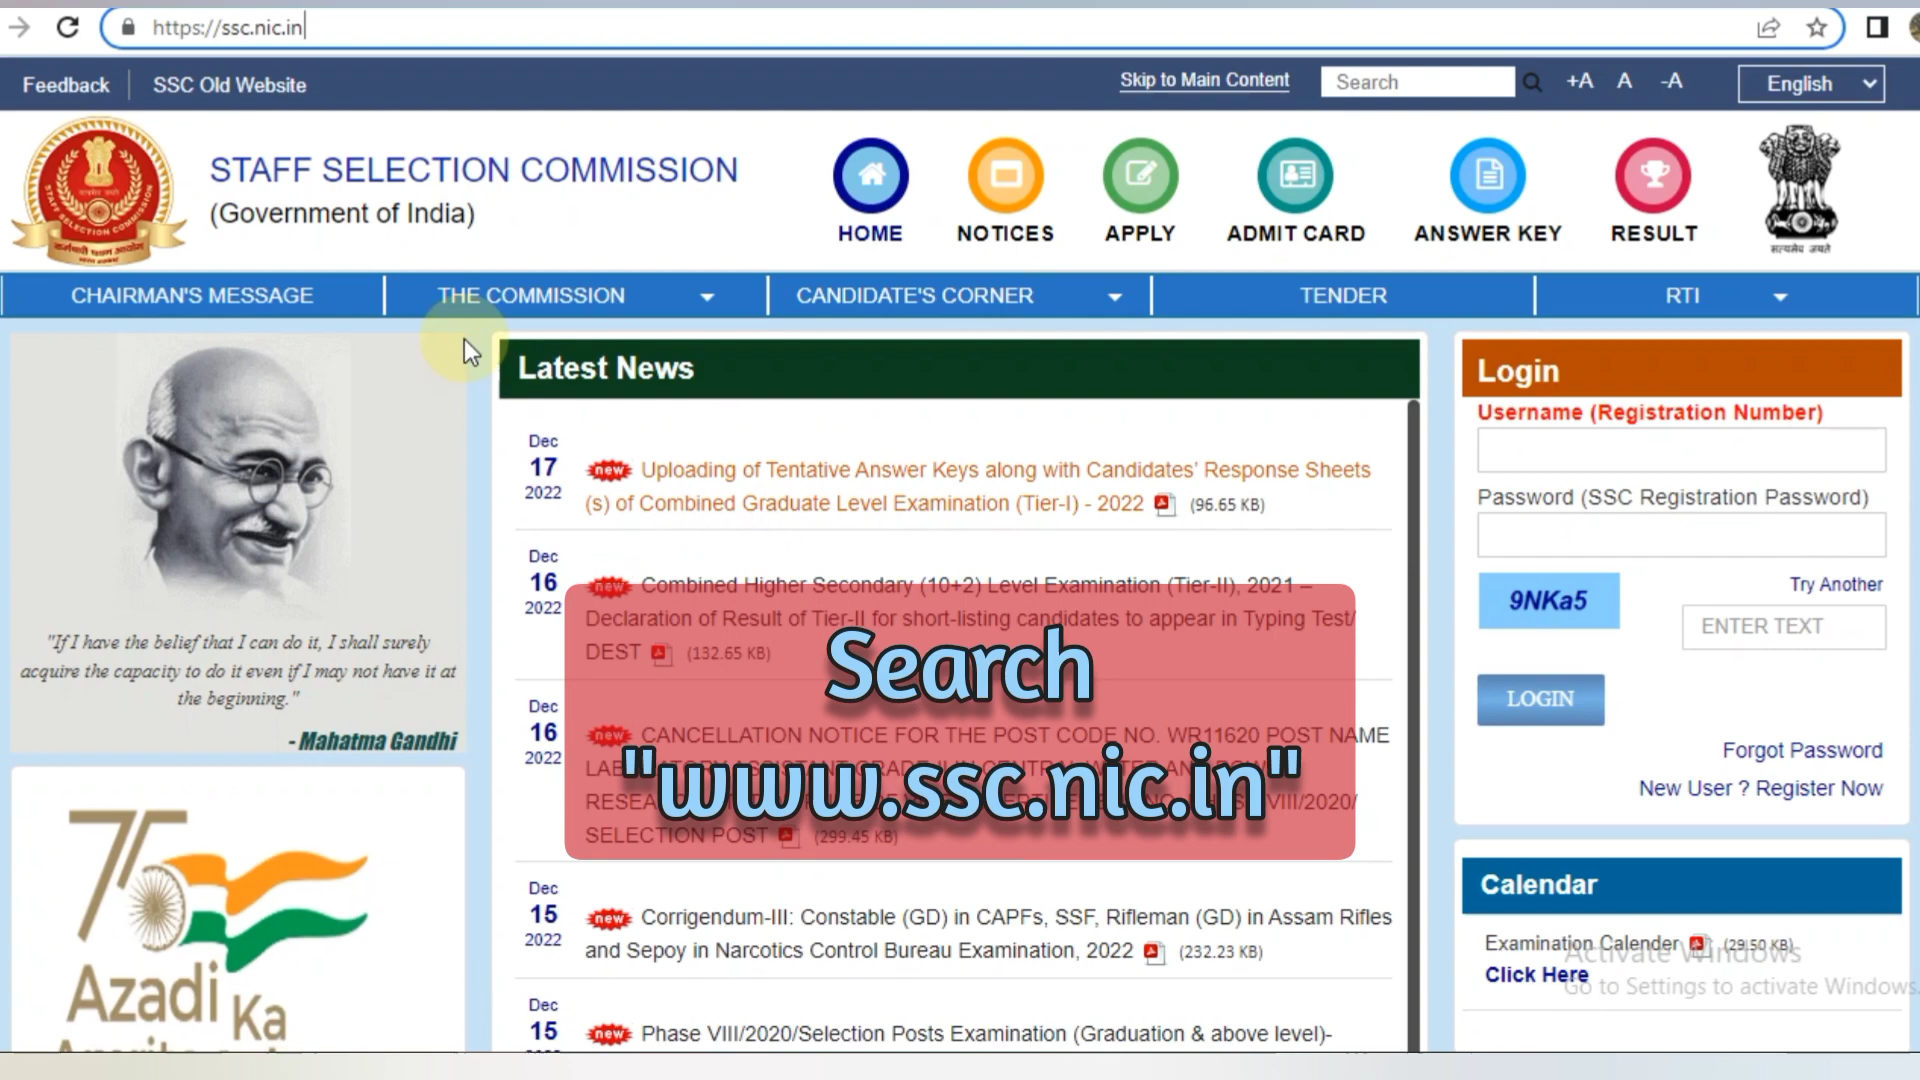 https://ssc.nic.in
Feedback
SSC Old Website
Skip to Main Content
Search
+A A -A
English
STAFF SELECTION COMMISSION
(Government of India)
HOME
NOTICES
APPLY
ADMIT CARD
ANSWER KEY
RESULT
सत्यमेव जयते
CHAIRMAN'S MESSAGE
THE COMMISSION
CANDIDATE'S CORNER
TENDER
RTI
"If I have the belief that I can do it, I shall surely
acquire the capacity to do it even if I may not have it at
the beginning."
- Mahatma Gandhi
75
Azadi
Ka
Latest News
Dec
17
2022
new Uploading of Tentative Answer Keys along with Candidates' Response Sheets
(s) of Combined Graduate Level Examination (Tier-I) - 2022 (96.65 KB)
Dec
16
2022
new Combined Higher Secondary (10+2) Level Examination (Tier-II), 2021 –
Declaration of Result of Tier-II for short-listing candidates to appear in Typing Test/
DEST (132.65 KB)
Dec
16
2022
new CANCELLATION NOTICE FOR THE POST CODE NO. WR11620 POST NAME
VIII/2020/
SELECTION POST (299.45 KB)
Search
"www.ssc.nic.in"
Dec
15
2022
new Corrigendum-III: Constable (GD) in CAPFs, SSF, Rifleman (GD) in Assam Rifles
and Sepoy in Narcotics Control Bureau Examination, 2022 (232.23 KB)
Dec
15
new Phase VIII/2020/Selection Posts Examination (Graduation & above level)-
Login
Username (Registration Number)
Password (SSC Registration Password)
9NKa5
Try Another
ENTER TEXT
LOGIN
Forgot Password
New User ? Register Now
Calendar
Examination Calender (29.50 KB)
Click Here
Activate Windows
Go to Settings to activate Windows.